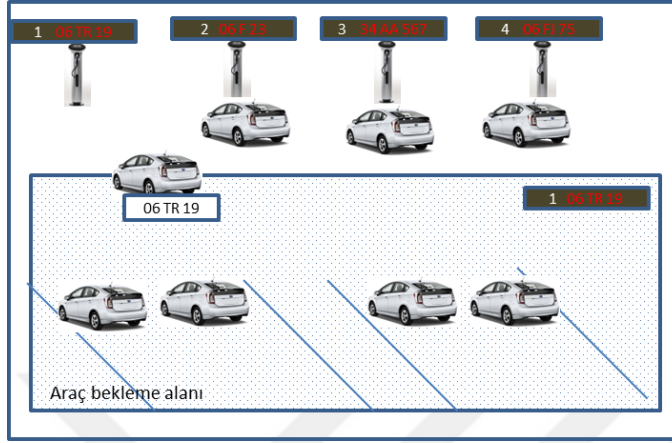 1 06 TR 19
2 06 F 23
3 34 AA 567
4 06 FJ 75
06 TR 19
1 06 TR 19
Araç bekleme alanı